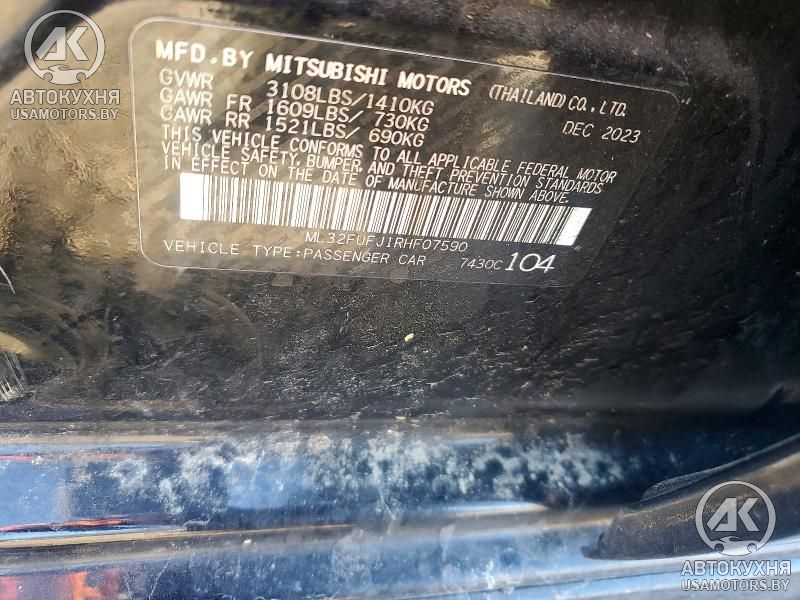 AK
АВТОКУХНЯ
USAMOTORS.BY
MFD.BY MITSUBISHI MOTORS (THAILAND) CO., LTD.
GVWR 3108LBS/1410KG DEC 2023
GAWR FR 1609LBS/ 730KG
GAWR RR 1521LBS/ 690KG
THIS VEHICLE CONFORMS TO ALL APPLICABLE FEDERAL MOTOR
VEHICLE SAFETY, BUMPER, AND THEFT PREVENTION STANDARDS
IN EFFECT ON THE DATE OF MANUFACTURE SHOWN ABOVE.
ML32FUFJ1RHF07590
VEHICLE TYPE:PASSENGER CAR 7430C 104
AK
АВТОКУХНЯ
USAMOTORS.BY